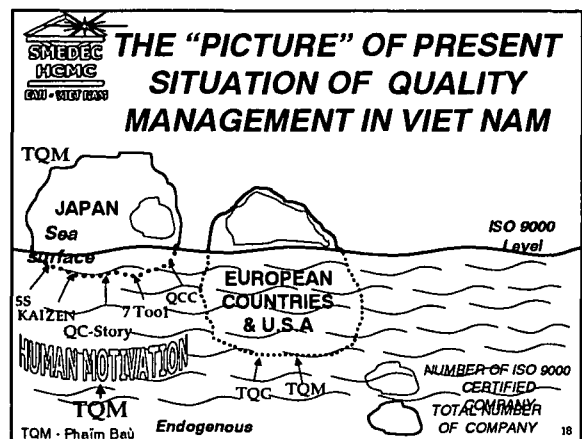 SMEDEC
HCMC
THE “PICTURE” OF PRESENT
SITUATION OF QUALITY
MANAGEMENT IN VIET NAM
TQM
JAPAN
Sea
surface
ISO 9000
Level
EUROPEAN
COUNTRIES
& U.S.A
5S
KAIZEN
QC-Story
7 Tool
QCC
HUMAN MOTIVATION
TQM
TQC
TQM
NUMBER OF ISO 9000
CERTIFIED
COMPANY
TOTAL NUMBER
OF COMPANY
Endogenous
TQM - Phaïm Baù
18